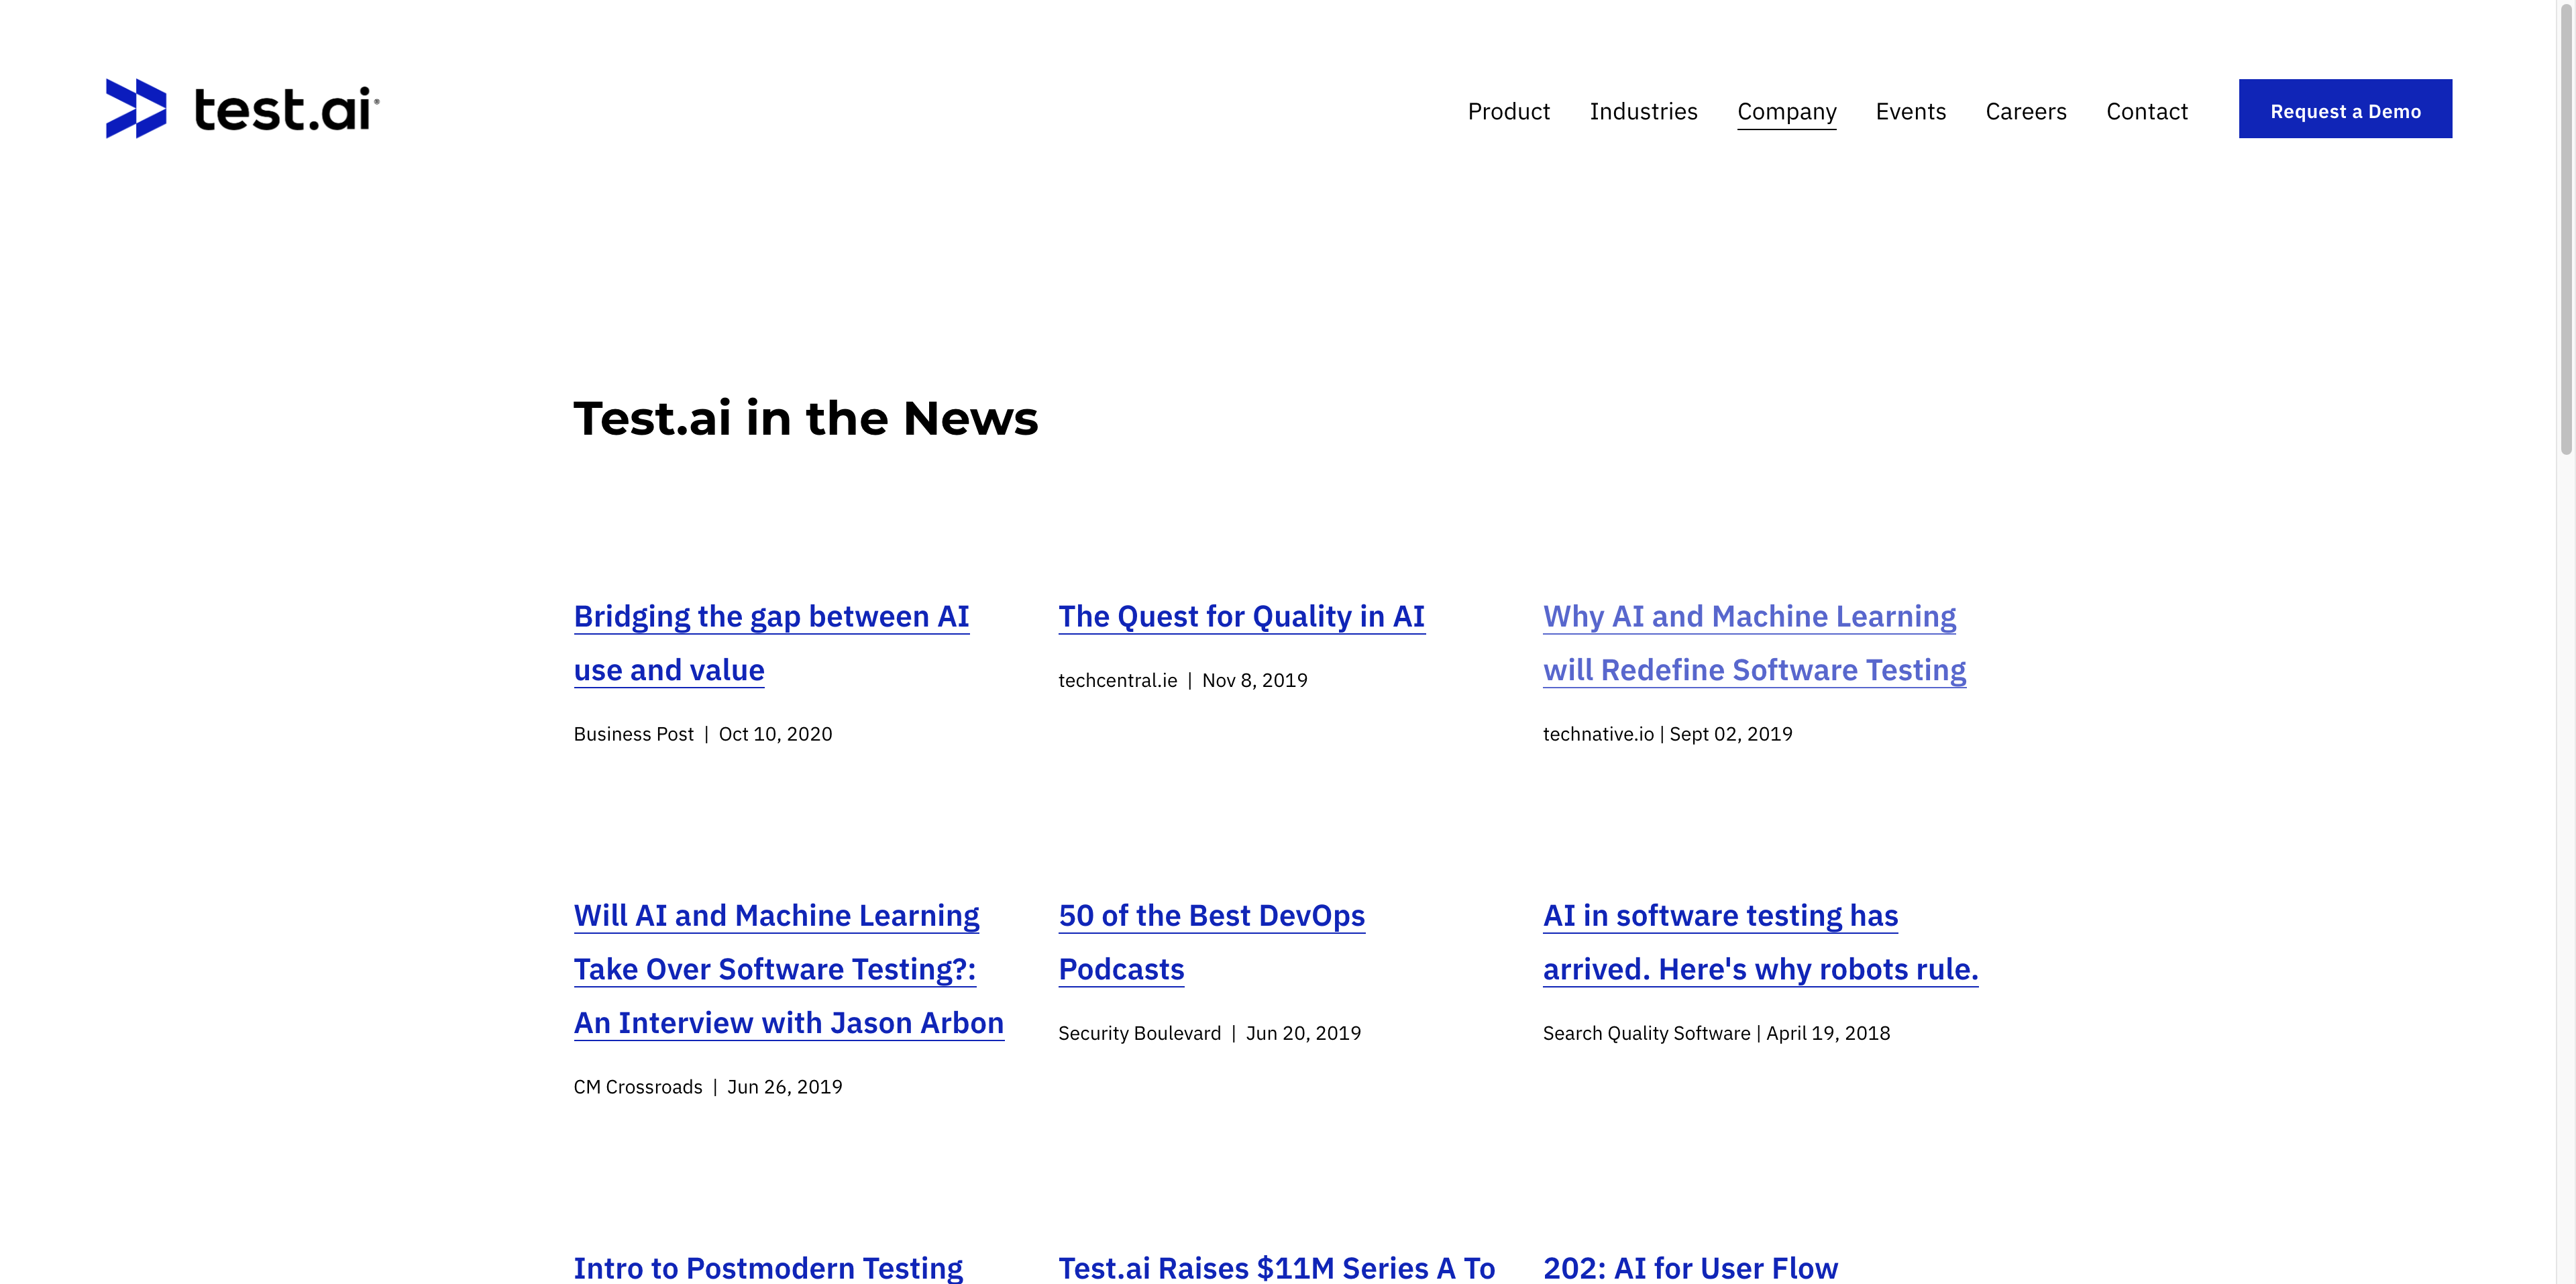 test.ai®
Product Industries Company Events Careers Contact Request a Demo
Test.ai in the News
Bridging the gap between AI
use and value
Business Post | Oct 10, 2020
The Quest for Quality in AI
techcentral.ie | Nov 8, 2019
Why AI and Machine Learning
will Redefine Software Testing
technative.io | Sept 02, 2019
Will AI and Machine Learning
Take Over Software Testing?:
An Interview with Jason Arbon
CM Crossroads | Jun 26, 2019
50 of the Best DevOps
Podcasts
Security Boulevard | Jun 20, 2019
AI in software testing has
arrived. Here's why robots rule.
Search Quality Software | April 19, 2018
Intro to Postmodern Testing
Test.ai Raises $11M Series A To
202: AI for User Flow